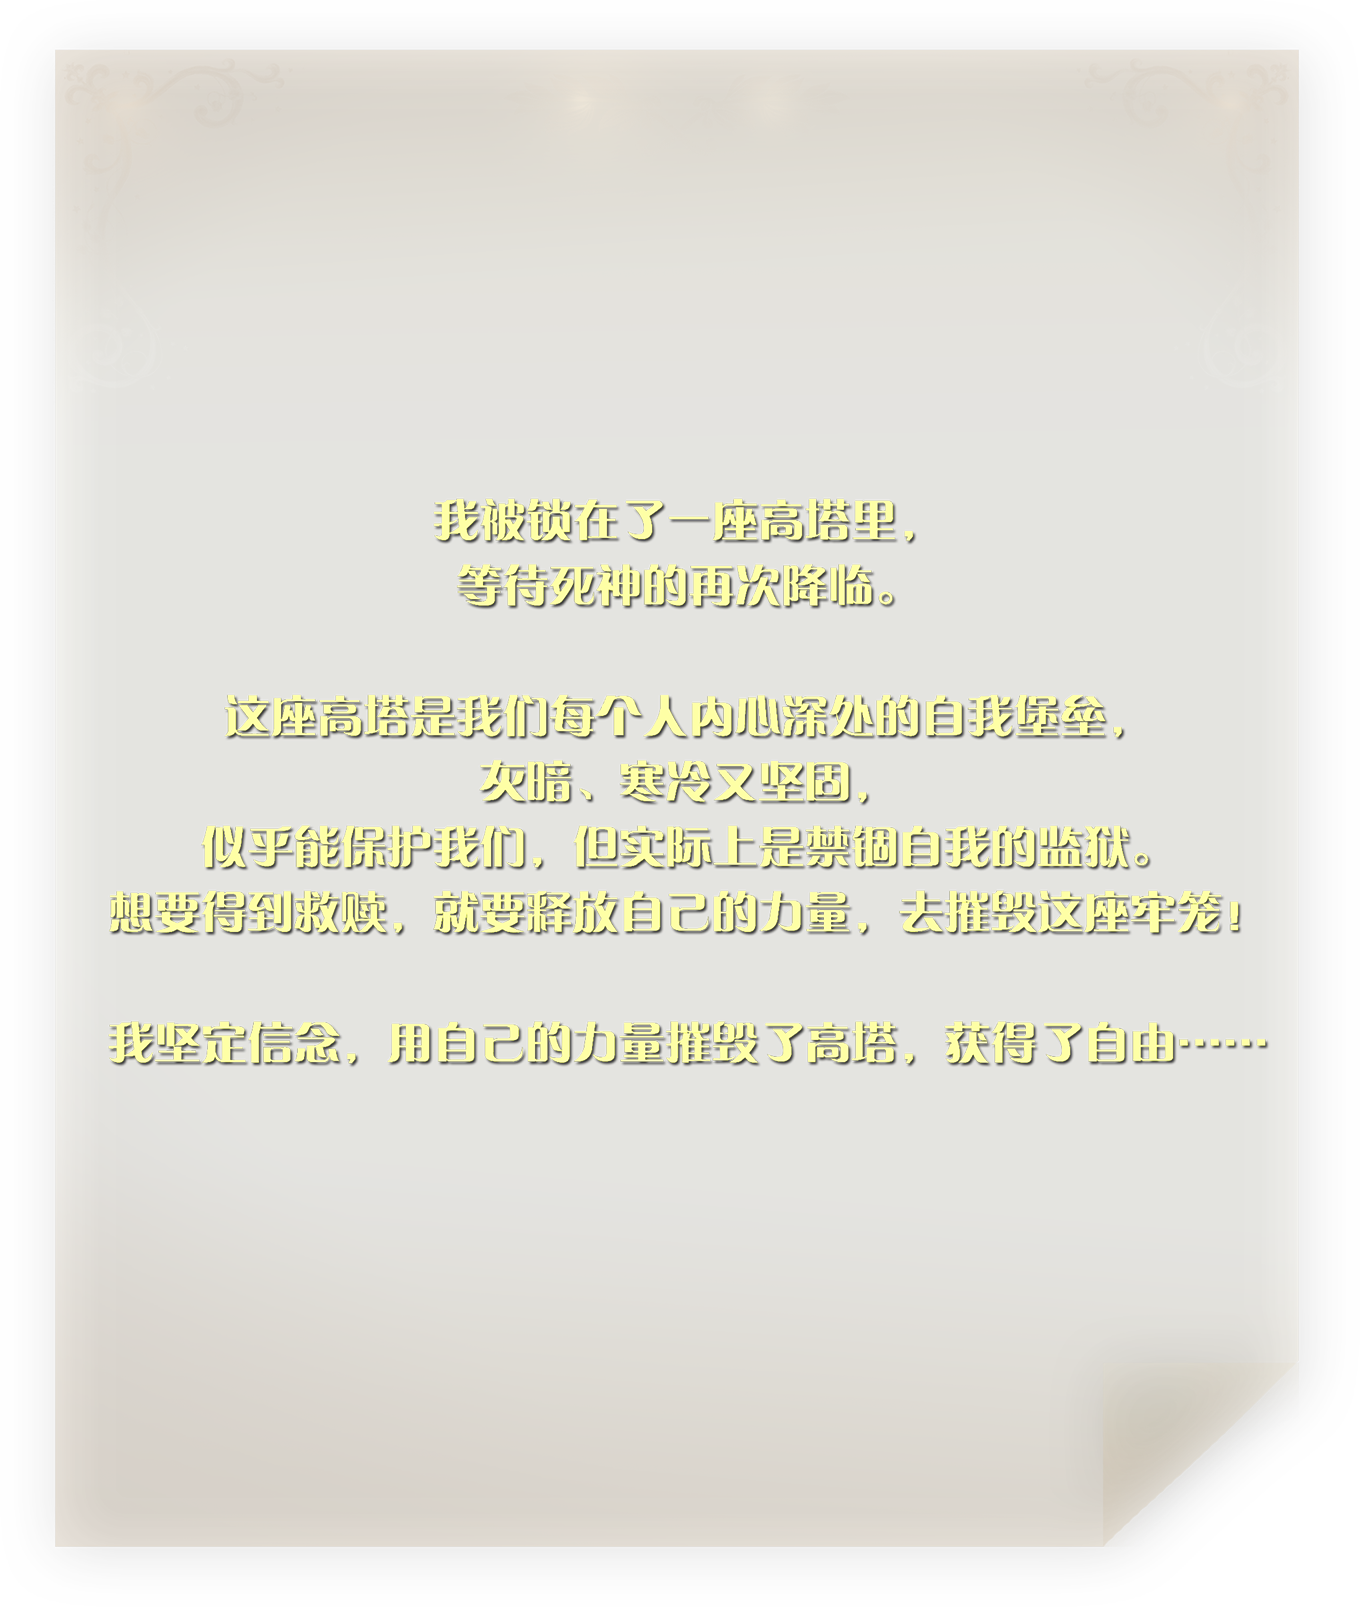 我被锁在了一座高塔里，
等待死神的再次降临。
这座高塔是我们每个人内心深处的自我堡垒，
灰暗、寒冷又坚固，
似乎能保护我们，但实际上是禁锢自我的监狱。
想要得到救赎，就要释放自己的力量，去摧毁这座牢笼！
我坚定信念，用自己的力量摧毁了高塔，获得了自由……